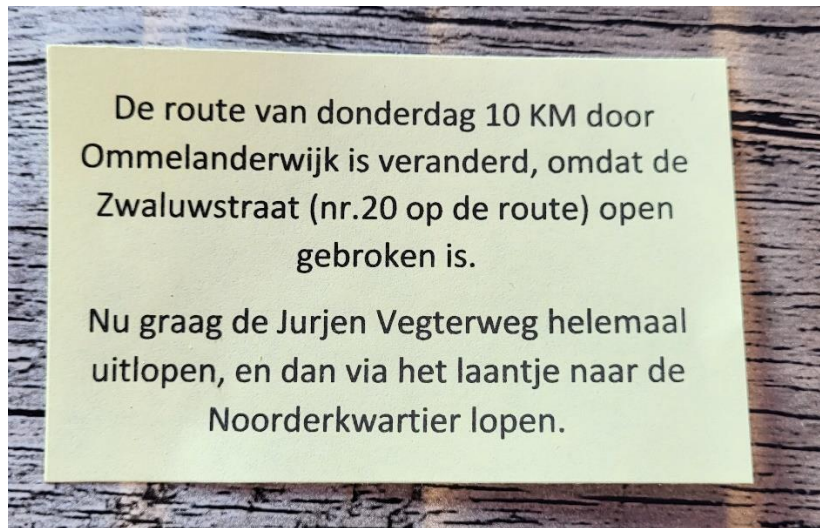 De route van donderdag 10 KM door
Ommelanderwijk is veranderd, omdat de
Zwaluwstraat (nr.20 op de route) open
gebroken is.
Nu graag de Jurjen Vegterweg helemaal
uitlopen, en dan via het laantje naar de
Noorderkwartier lopen.